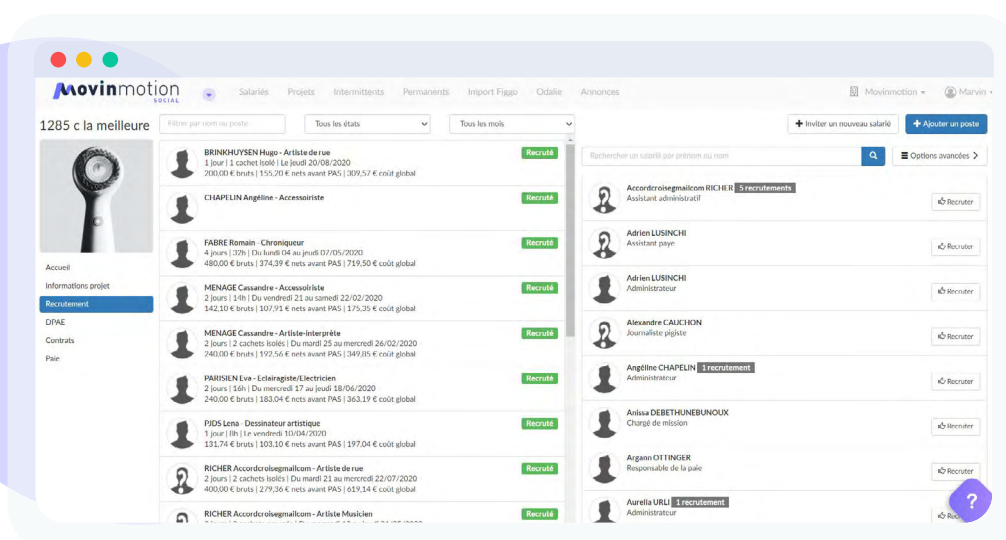 Movinmotion
SOCIAL
Salariés Projets Intermittents Permanents Import Figgo Odalie Annonces
Movinmotion
Marvin
1285 c la meilleure
Filtrer par nom ou poste
Tous les états
Tous les mois
Inviter un nouveau salarié
Ajouter un poste
Accueil
Informations projet
Recrutement
DPAE
Contrats
Paie
BRINKHUYSEN Hugo - Artiste de rue
Recruté
1 jour | 1 cachet isolé | Le jeudi 20/08/2020
200,00 € bruts | 155,20 € nets avant PAS | 309,57 € coût global
CHAPELIN Angéline - Accessoiriste
Recruté
FABRE Romain - Chroniqueur
Recruté
4 jours | 32h | Du lundi 04 au jeudi 07/05/2020
480,00 € bruts | 374,39 € nets avant PAS | 719,50 € coût global
MENAGE Cassandre - Accessoiriste
Recruté
2 jours | 14h | Du vendredi 21 au samedi 22/02/2020
142,10 € bruts | 107,91 € nets avant PAS | 175,35 € coût global
MENAGE Cassandre - Artiste-interprète
Recruté
2 jours | 2 cachets isolés | Du mardi 25 au mercredi 26/02/2020
240,00 € bruts | 192,56 € nets avant PAS | 349,85 € coût global
PARISIEN Eva - Eclairagiste/Electricien
Recruté
2 jours | 16h | Du mercredi 17 au jeudi 18/06/2020
240,00 € bruts | 183,04 € nets avant PAS | 363,19 € coût global
PJDS Lena - Dessinateur artistique
Recruté
1 jour | 8h | Le vendredi 10/04/2020
131,74 € bruts | 103,10 € nets avant PAS | 197,04 € coût global
RICHER Accordcroisegmailcom - Artiste de rue
Recruté
2 jours | 2 cachets isolés | Du mardi 21 au mercredi 22/07/2020
400,00 € bruts | 279,36 € nets avant PAS | 619,14 € coût global
RICHER Accordcroisegmailcom - Artiste Musicien
Recruté
Rechercher un salarié par prénom ou nom
Options avancées
Accordcroisegmailcom RICHER 5 recrutements
Assistant administratif
Recruter
Adrien LUSINCHI
Assistant paye
Recruter
Adrien LUSINCHI
Administrateur
Recruter
Alexandre CAUCHON
Journaliste pigiste
Recruter
Angéline CHAPELIN 1 recrutement
Administrateur
Recruter
Anissa DEBETHUNEBUNOUX
Chargé de mission
Recruter
Argann OTTINGER
Responsable de la paie
Recruter
Aurelia URLI 1 recrutement
Administrateur
?